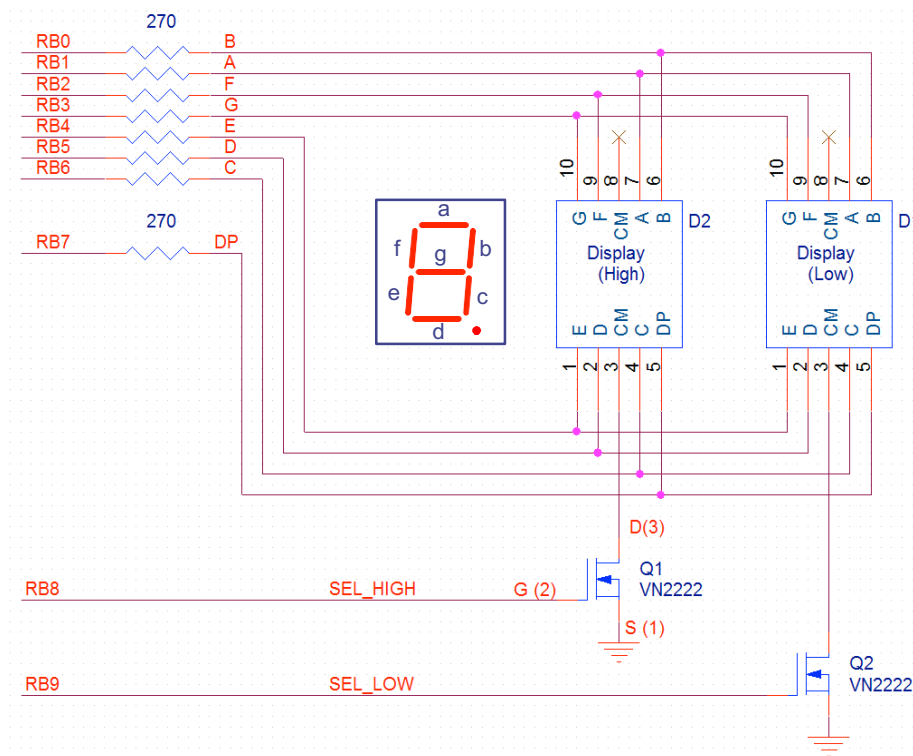 270
RB0 B
RB1 A
RB2 F
RB3 G
RB4 E
RB5 D
RB6 C
270
RB7 DP
a
f b
g
e c
d
10 9 8 7 6
G F CM A B
D2
Display
(High)
E D CM C DP
1 2 3 4 5
10 9 8 7 6
G F CM A B
D
Display
(Low)
E D CM C DP
1 2 3 4 5
D(3)
Q1
VN2222
RB8 SEL_HIGH G (2)
S (1)
Q2
VN2222
RB9 SEL_LOW